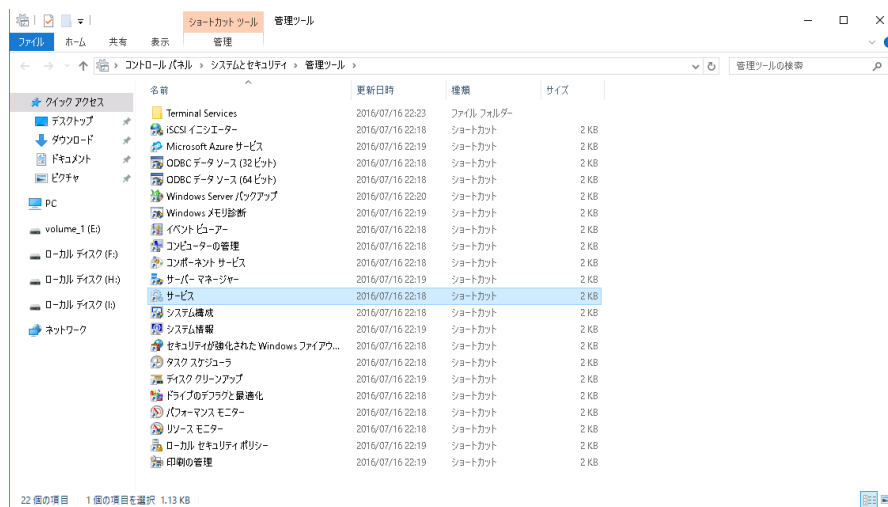 ショートカット ツール 管理ツール
ファイル ホーム 共有 表示 管理
コントロール パネル › システムとセキュリティ › 管理ツール › 管理ツールの検索
名前 更新日時 種類 サイズ
クイック アクセス
デスクトップ
ダウンロード
ドキュメント
ピクチャ
PC
volume_1 (E:)
ローカル ディスク (F:)
ローカル ディスク (H:)
ローカル ディスク (I:)
ネットワーク
Terminal Services 2016/07/16 22:23 ファイル フォルダー
iSCSI イニシエーター 2016/07/16 22:18 ショートカット 2 KB
Microsoft Azure サービス 2016/07/16 22:19 ショートカット 2 KB
ODBC データ ソース (32 ビット) 2016/07/16 22:18 ショートカット 2 KB
ODBC データ ソース (64 ビット) 2016/07/16 22:18 ショートカット 2 KB
Windows Server バックアップ 2016/07/16 22:20 ショートカット 2 KB
Windows メモリ診断 2016/07/16 22:19 ショートカット 2 KB
イベント ビューアー 2016/07/16 22:18 ショートカット 2 KB
コンピューターの管理 2016/07/16 22:18 ショートカット 2 KB
コンポーネント サービス 2016/07/16 22:18 ショートカット 2 KB
サーバー マネージャー 2016/07/16 22:19 ショートカット 2 KB
サービス 2016/07/16 22:18 ショートカット 2 KB
システム構成 2016/07/16 22:18 ショートカット 2 KB
システム情報 2016/07/16 22:19 ショートカット 2 KB
セキュリティが強化された Windows ファイアウ... 2016/07/16 22:18 ショートカット 2 KB
タスク スケジューラ 2016/07/16 22:18 ショートカット 2 KB
ディスク クリーンアップ 2016/07/16 22:19 ショートカット 2 KB
ドライブのデフラグと最適化 2016/07/16 22:18 ショートカット 2 KB
パフォーマンス モニター 2016/07/16 22:18 ショートカット 2 KB
リソース モニター 2016/07/16 22:18 ショートカット 2 KB
ローカル セキュリティ ポリシー 2016/07/16 22:19 ショートカット 2 KB
印刷の管理 2016/07/16 22:19 ショートカット 2 KB
22 個の項目 1 個の項目を選択 1.13 KB